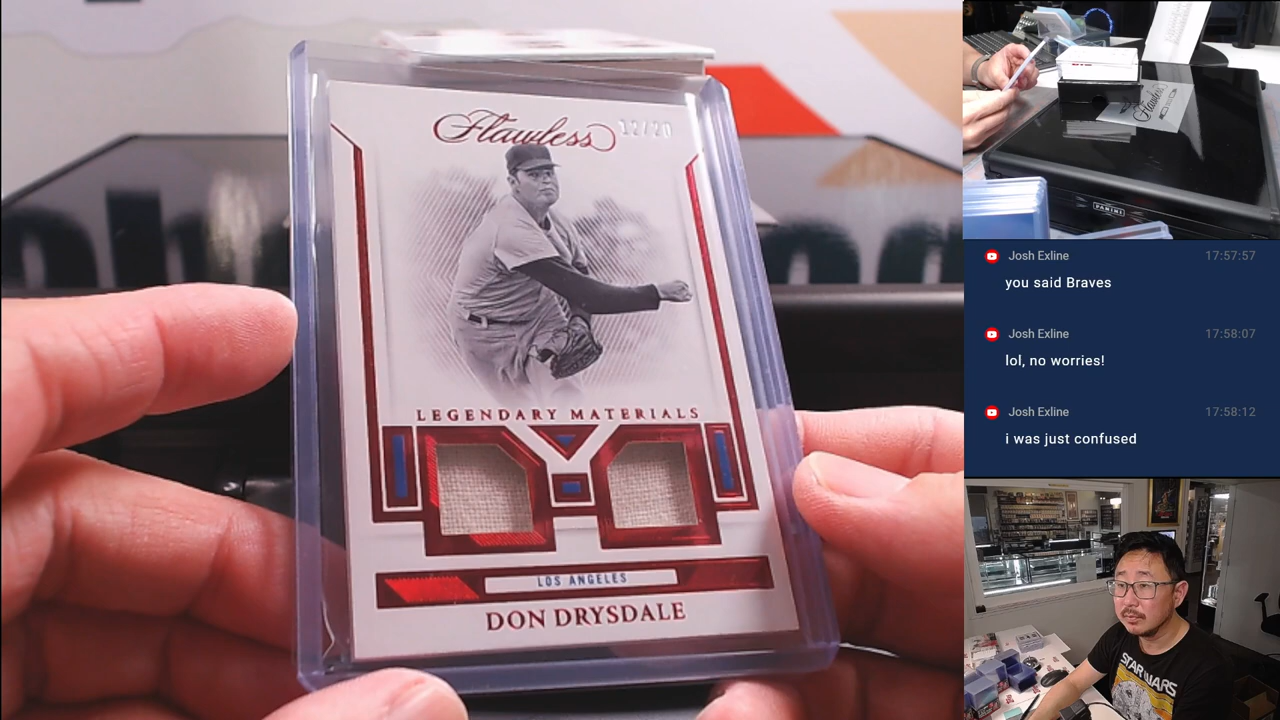 Flawless 12/20
LEGENDARY MATERIALS
LOS ANGELES
DON DRYSDALE
Flawless
PANINI
Josh Exline 17:57:57
you said Braves
Josh Exline 17:58:07
lol, no worries!
Josh Exline 17:58:12
i was just confused
STAR WARS